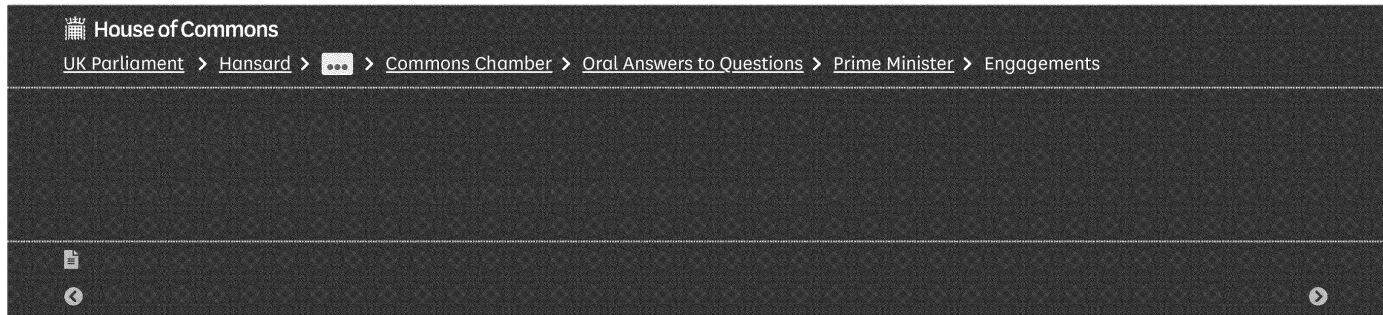 House of Commons
UK Parliament > Hansard > ... > Commons Chamber > Oral Answers to Questions > Prime Minister > Engagements